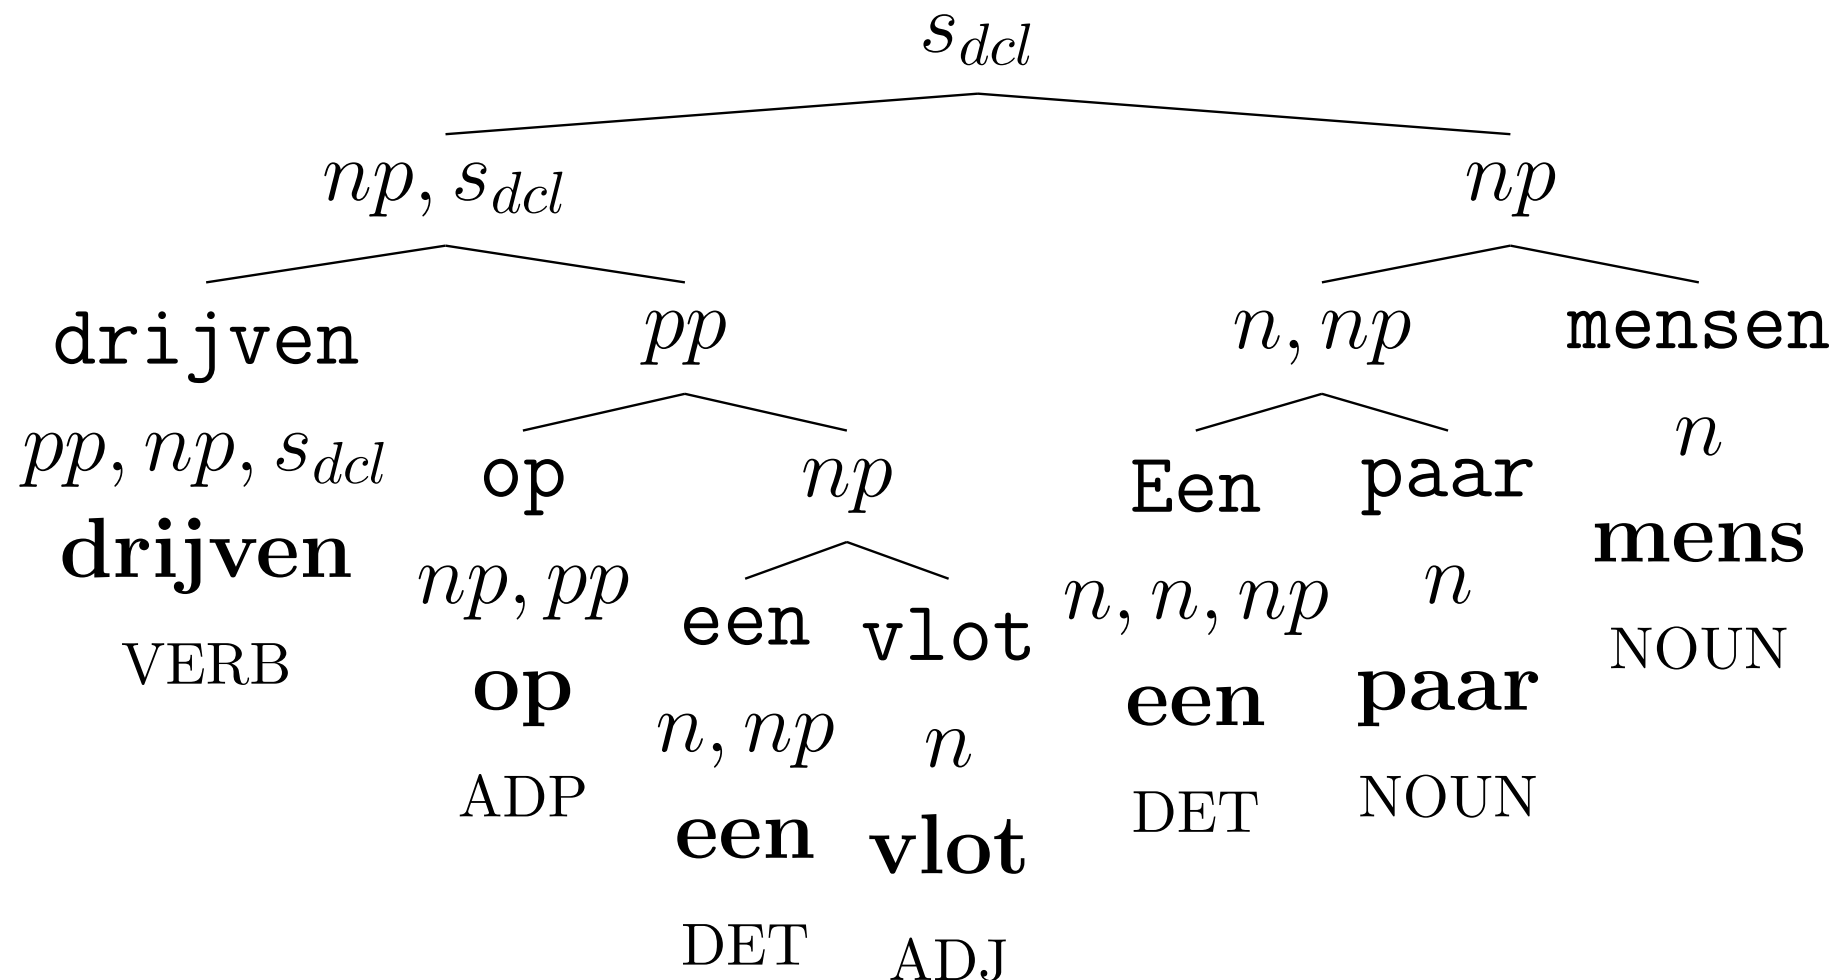 s_dcl
np, s_dcl np
drijven pp n, np mensen
pp, np, s_dcl op np Een paar n
drijven np, pp een vlot n, n, np n mens
VERB op n, np n een paar NOUN
ADP een vlot DET NOUN
DET ADJ